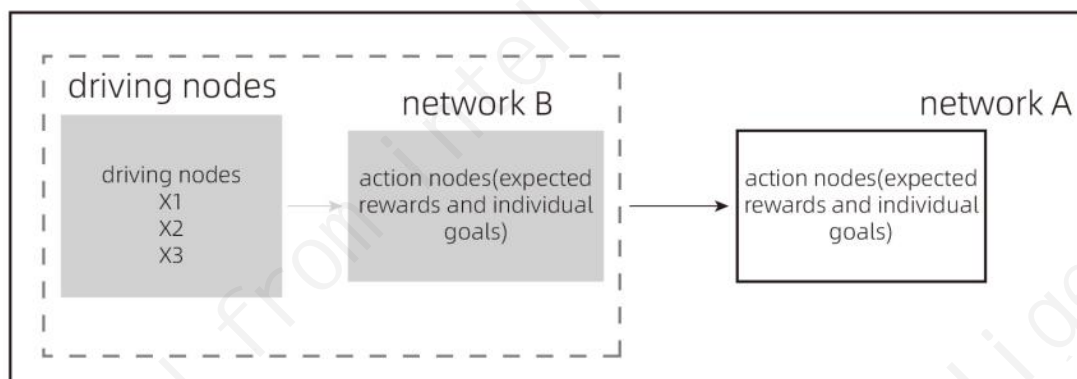 driving nodes
network B
network A
driving nodes
X1
X2
X3
action nodes(expected
rewards and individual
goals)
action nodes(expected
rewards and individual
goals)